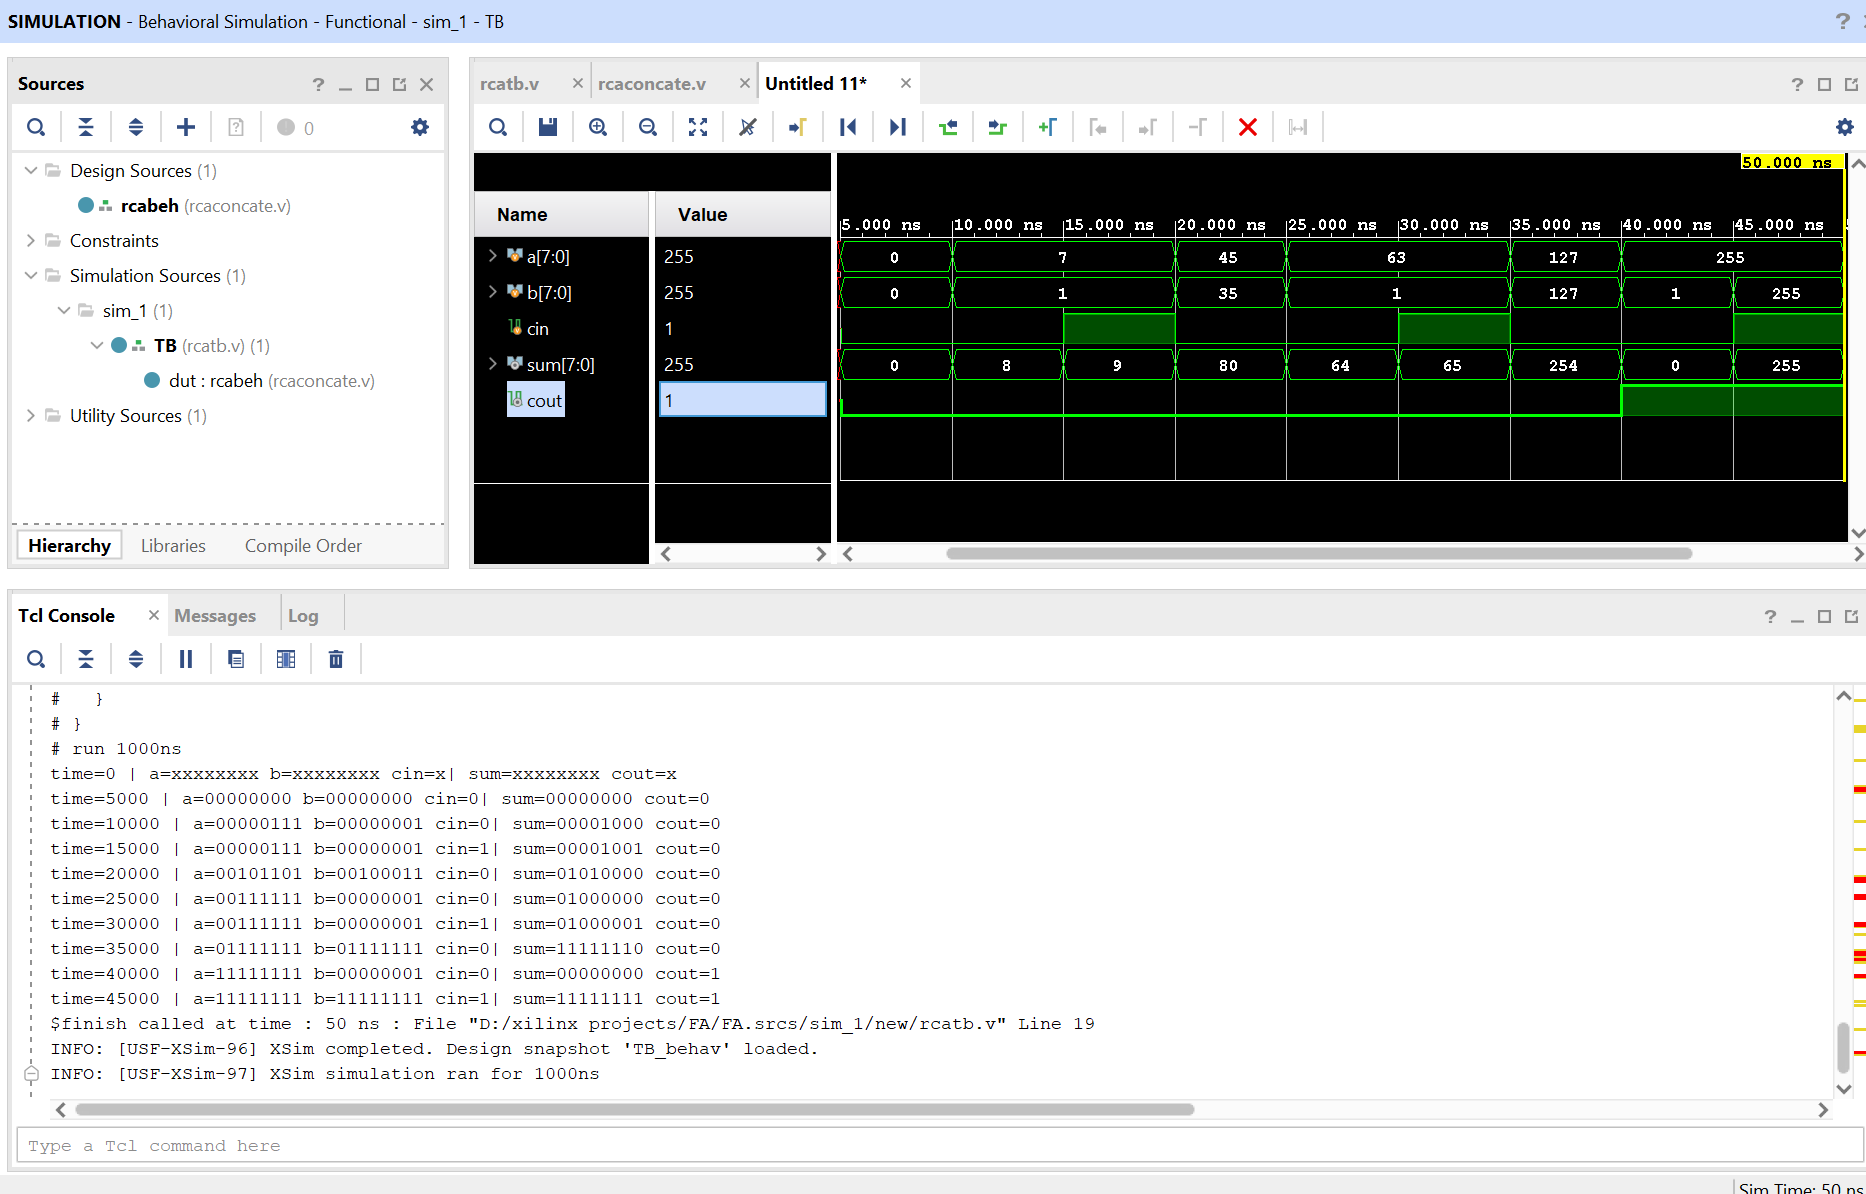 SIMULATION - Behavioral Simulation - Functional - sim_1 - TB
?
Sources
?
0
Design Sources (1)
rcabeh (rcaconcate.v)
Constraints
Simulation Sources (1)
sim_1 (1)
TB (rcatb.v) (1)
dut : rcabeh (rcaconcate.v)
Utility Sources (1)
Hierarchy Libraries Compile Order
rcatb.v rcaconcate.v Untitled 11*
?
50.000 ns
Name Value
5.000 ns 10.000 ns 15.000 ns 20.000 ns 25.000 ns 30.000 ns 35.000 ns 40.000 ns 45.000 ns
a[7:0] 255 0 7 45 63 127 255
b[7:0] 255 0 1 35 1 127 1 255
cin 1
sum[7:0] 255 0 8 9 80 64 65 254 0 255
cout 1
Tcl Console Messages Log
?
# }
# }
# run 1000ns
time=0 | a=xxxxxxxx b=xxxxxxxx cin=x| sum=xxxxxxxx cout=x
time=5000 | a=00000000 b=00000000 cin=0| sum=00000000 cout=0
time=10000 | a=00000111 b=00000001 cin=0| sum=00001000 cout=0
time=15000 | a=00000111 b=00000001 cin=1| sum=00001001 cout=0
time=20000 | a=00101101 b=00100011 cin=0| sum=01010000 cout=0
time=25000 | a=00111111 b=00000001 cin=0| sum=01000000 cout=0
time=30000 | a=00111111 b=00000001 cin=1| sum=01000001 cout=0
time=35000 | a=01111111 b=01111111 cin=0| sum=11111110 cout=0
time=40000 | a=11111111 b=00000001 cin=0| sum=00000000 cout=1
time=45000 | a=11111111 b=11111111 cin=1| sum=11111111 cout=1
$finish called at time : 50 ns : File "D:/xilinx projects/FA/FA.srcs/sim_1/new/rcatb.v" Line 19
INFO: [USF-XSim-96] XSim completed. Design snapshot 'TB_behav' loaded.
INFO: [USF-XSim-97] XSim simulation ran for 1000ns
Type a Tcl command here
Sim Time: 50 ns